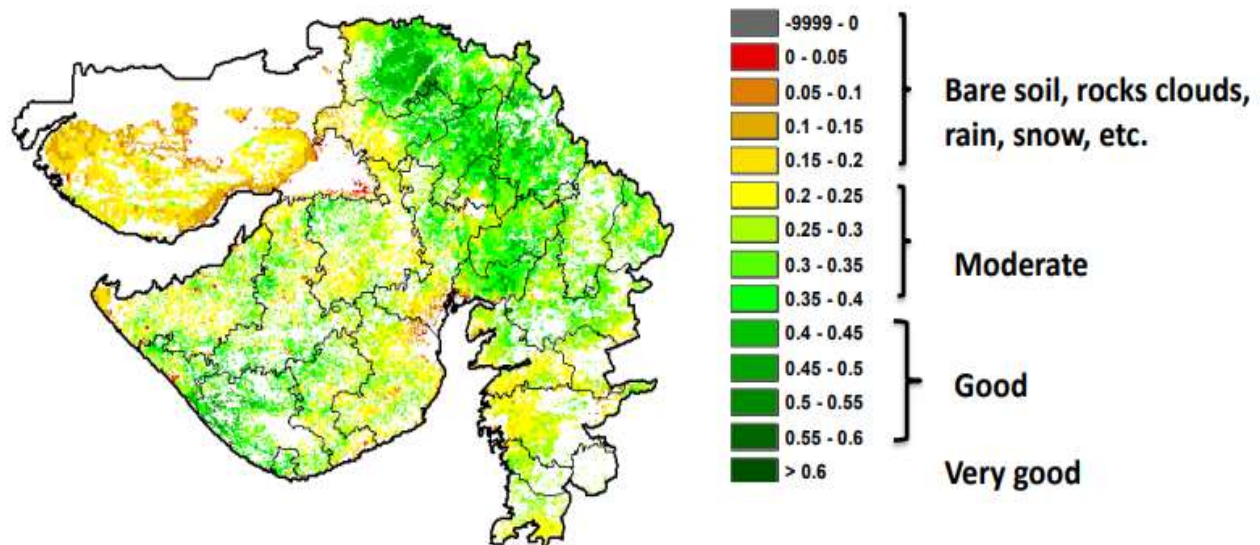 -9999 - 0
0 - 0.05
0.05 - 0.1
0.1 - 0.15
0.15 - 0.2
0.2 - 0.25
0.25 - 0.3
0.3 - 0.35
0.35 - 0.4
0.4 - 0.45
0.45 - 0.5
0.5 - 0.55
0.55 - 0.6
> 0.6
Bare soil, rocks clouds,
rain, snow, etc.
Moderate
Good
Very good